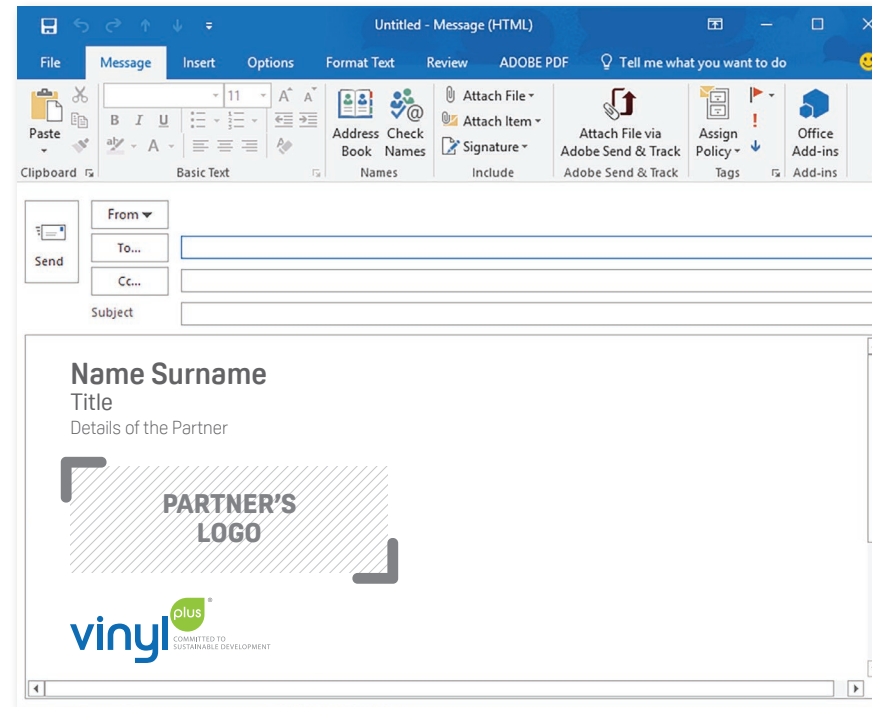 Untitled - Message (HTML)
File Message Insert Options Format Text Review ADOBE PDF Tell me what you want to do
Paste
Clipboard
11 A A
B I U
aby A
Basic Text
Address Book
Check Names
Names
Attach File
Attach Item
Signature
Include
Attach File via
Adobe Send & Track
Adobe Send & Track
Assign
Policy
Tags
Office
Add-ins
Add-ins
Send
From
To...
Cc...
Subject
Name Surname
Title
Details of the Partner
PARTNER’S
LOGO
vinyl plus ®
COMMITTED TO
SUSTAINABLE DEVELOPMENT